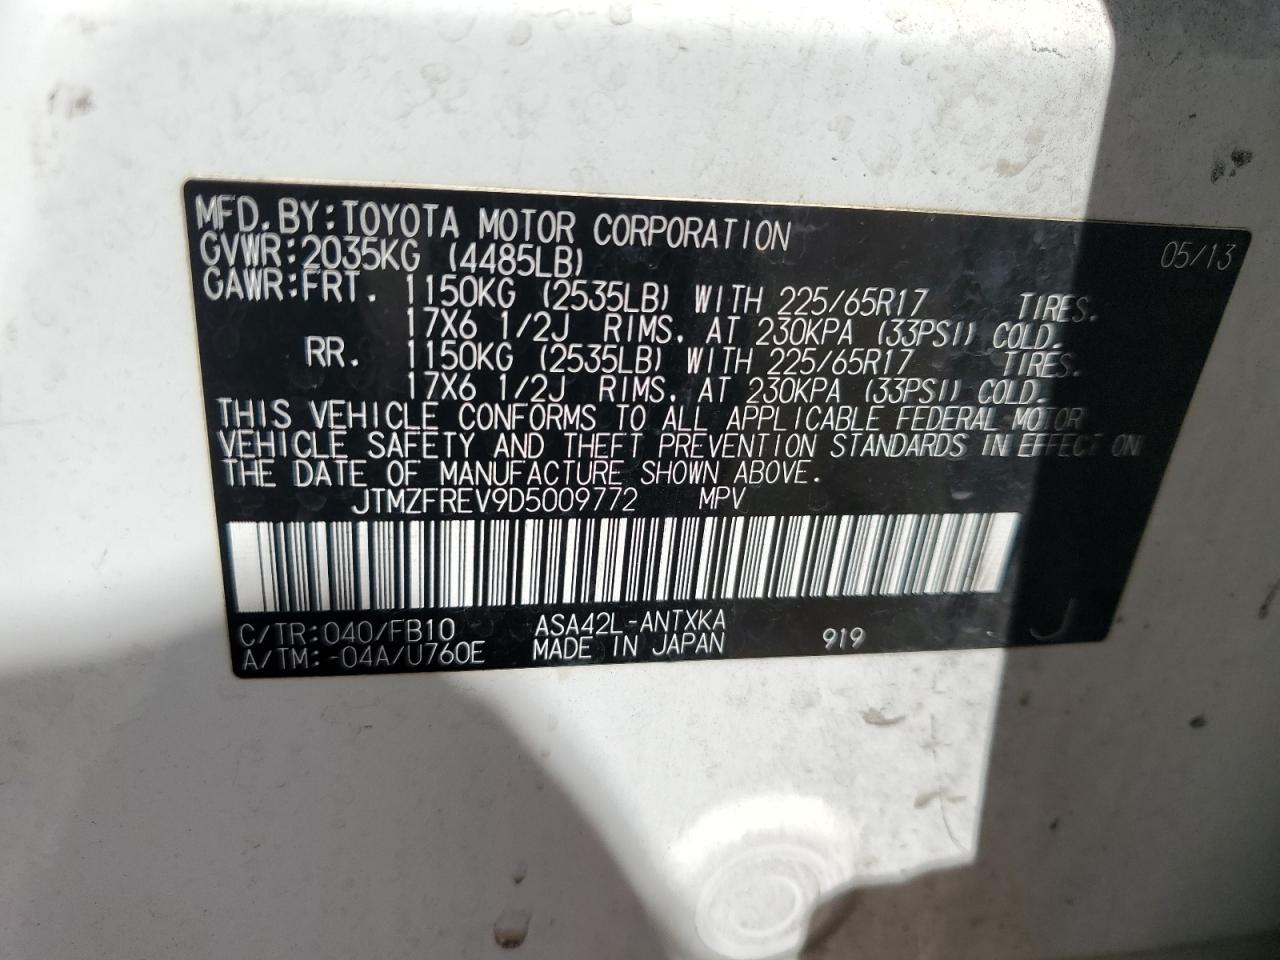 MFD. BY: TOYOTA MOTOR CORPORATION 05/13
GVWR: 2035KG (4485LB)
GAWR: FRT. 1150KG (2535LB) WITH 225/65R17 TIRES.
17X6 1/2J RIMS. AT 230KPA (33PSI) COLD.
RR. 1150KG (2535LB) WITH 225/65R17 TIRES.
17X6 1/2J RIMS. AT 230KPA (33PSI) COLD.
THIS VEHICLE CONFORMS TO ALL APPLICABLE FEDERAL MOTOR
VEHICLE SAFETY AND THEFT PREVENTION STANDARDS IN EFFECT ON
THE DATE OF MANUFACTURE SHOWN ABOVE.
JTMZFREV9D5009772 MPV
C/TR: 040/FB10 ASA42L-ANTXKA
A/TM: -04A/U760E MADE IN JAPAN 919 J